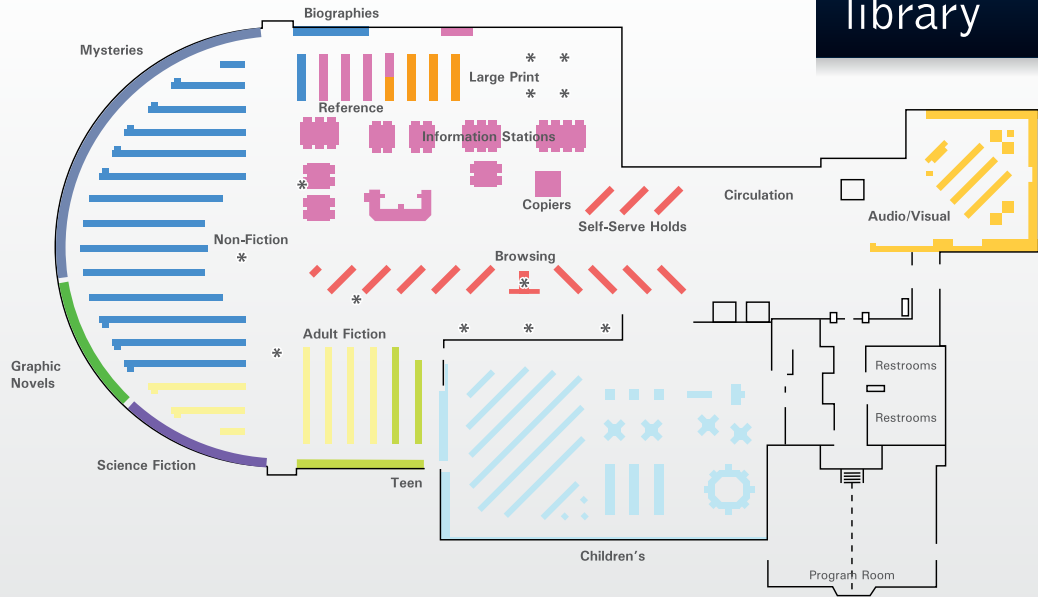 library
Biographies
Mysteries
Large Print
Reference
Information Stations
Circulation
Copiers
Audio/Visual
Self-Serve Holds
Non-Fiction
Browsing
Adult Fiction
Graphic
Novels
Restrooms
Restrooms
Science Fiction
Teen
Children's
Program Room